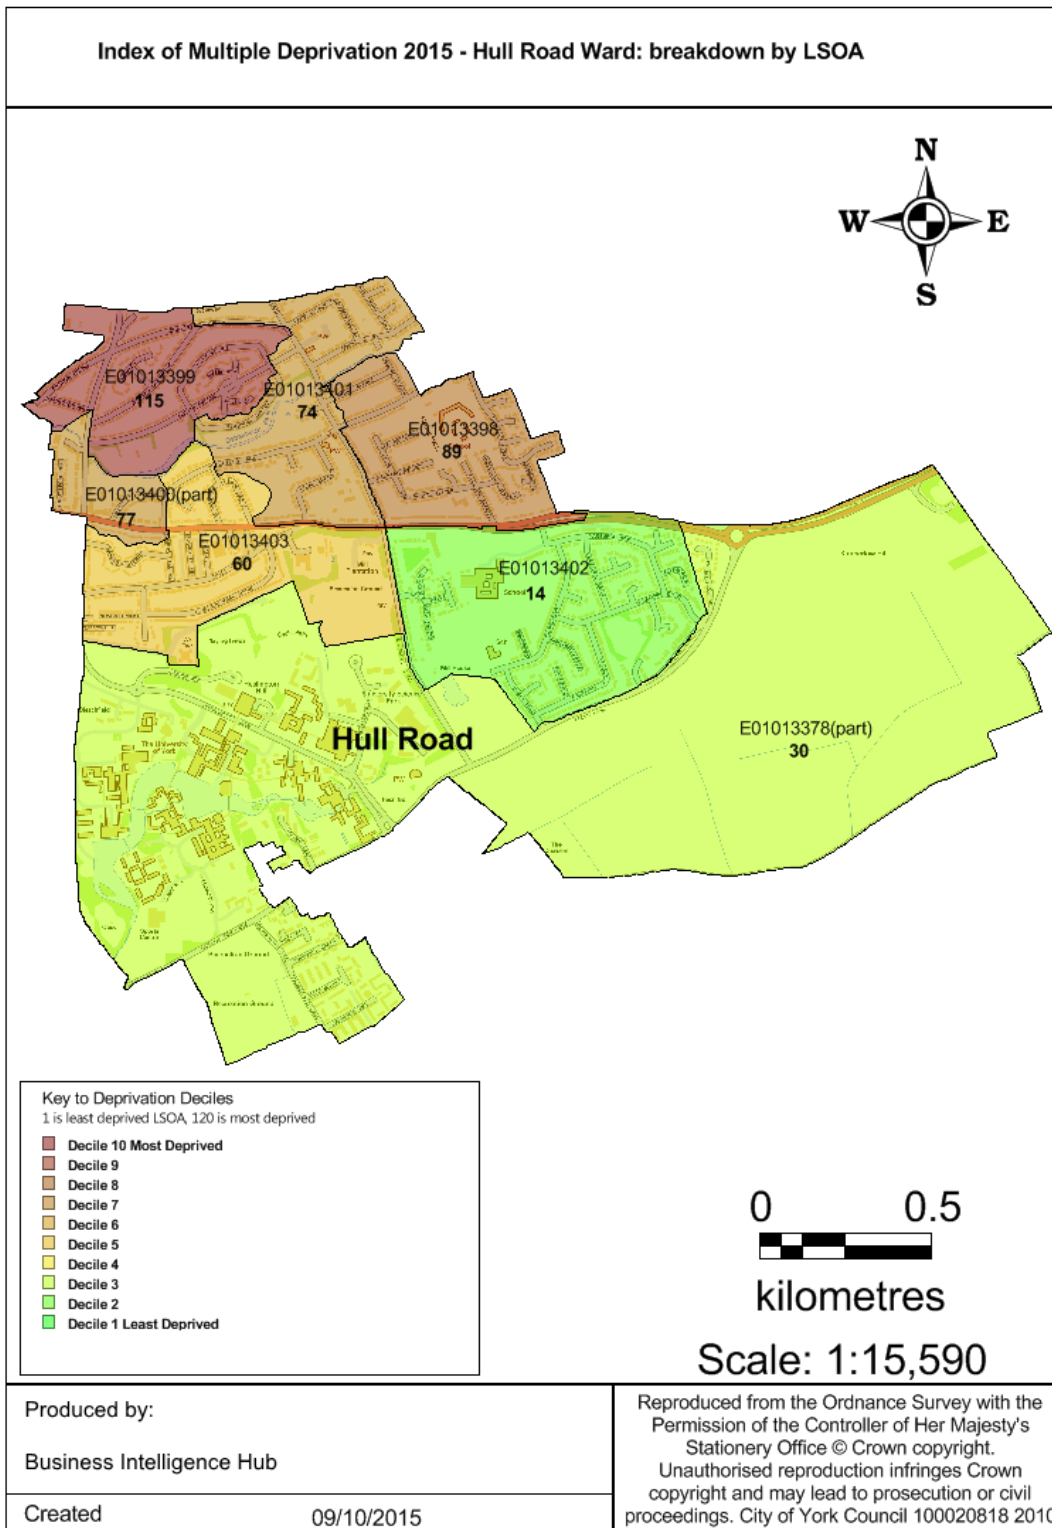 Index of Multiple Deprivation 2015 - Hull Road Ward: breakdown by LSOA
N
W
E
S
E01013399
115
E01013401
74
E01013398
89
E01013400(part)
77
E01013403
60
E01013402
School
14
E01013378(part)
30
The University
of York
Hull Road
Key to Deprivation Deciles
1 is least deprived LSOA, 120 is most deprived
Decile 10 Most Deprived
Decile 9
Decile 8
Decile 7
Decile 6
Decile 5
Decile 4
Decile 3
Decile 2
Decile 1 Least Deprived
0
0.5
kilometres
Scale: 1:15,590
Produced by:
Business Intelligence Hub
Created
09/10/2015
Reproduced from the Ordnance Survey with the
Permission of the Controller of Her Majesty's
Stationery Office © Crown copyright.
Unauthorised reproduction infringes Crown
copyright and may lead to prosecution or civil
proceedings. City of York Council 100020818 2010